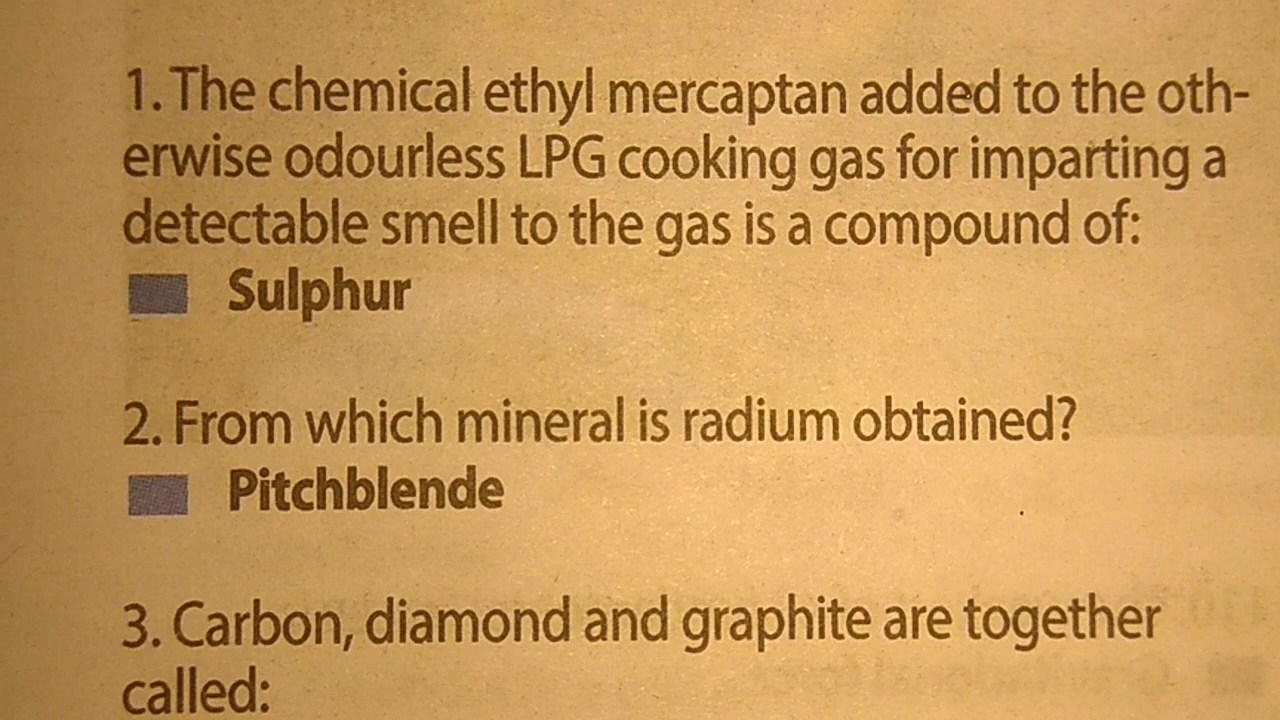 1. The chemical ethyl mercaptan added to the oth-
erwise odourless LPG cooking gas for imparting a
detectable smell to the gas is a compound of:
Sulphur
2. From which mineral is radium obtained?
Pitchblende
3. Carbon, diamond and graphite are together
called: